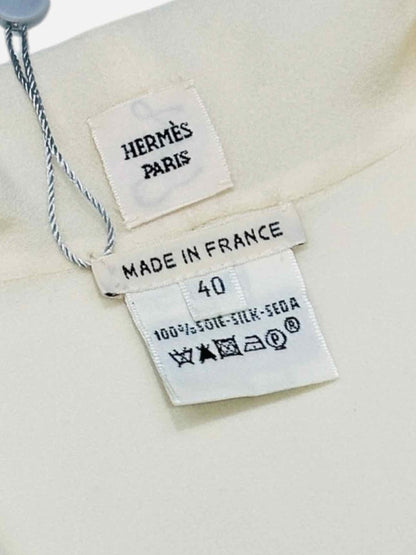 HERMÈS
PARIS
MADE IN FRANCE
40
100%SOIE-SILK-SEDA
P®